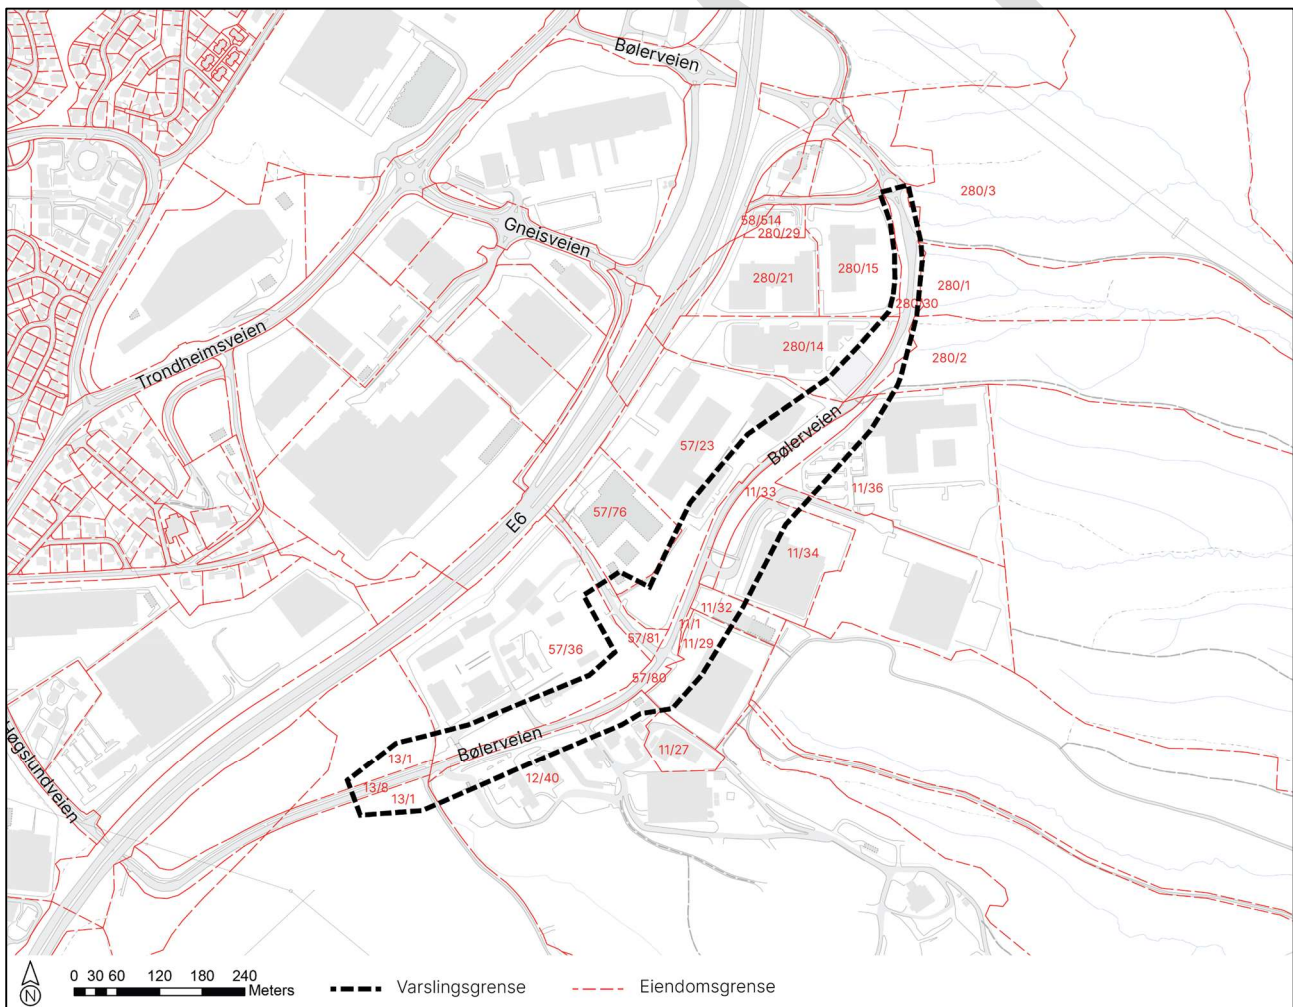 Bølerveien
280/3
58/514
280/29
Gneisveien
280/21
280/15
280/1
280/30
280/14
280/2
Trondheimsveien
Bølerveien
57/23
11/33
11/36
57/76
E6
11/34
11/32
11/1
57/81
11/29
57/36
57/80
Høgslundveien
Bølerveien
13/1
11/27
12/40
13/8
13/1
N
0 30 60 120 180 240
Meters
Varslingsgrense
Eiendomsgrense